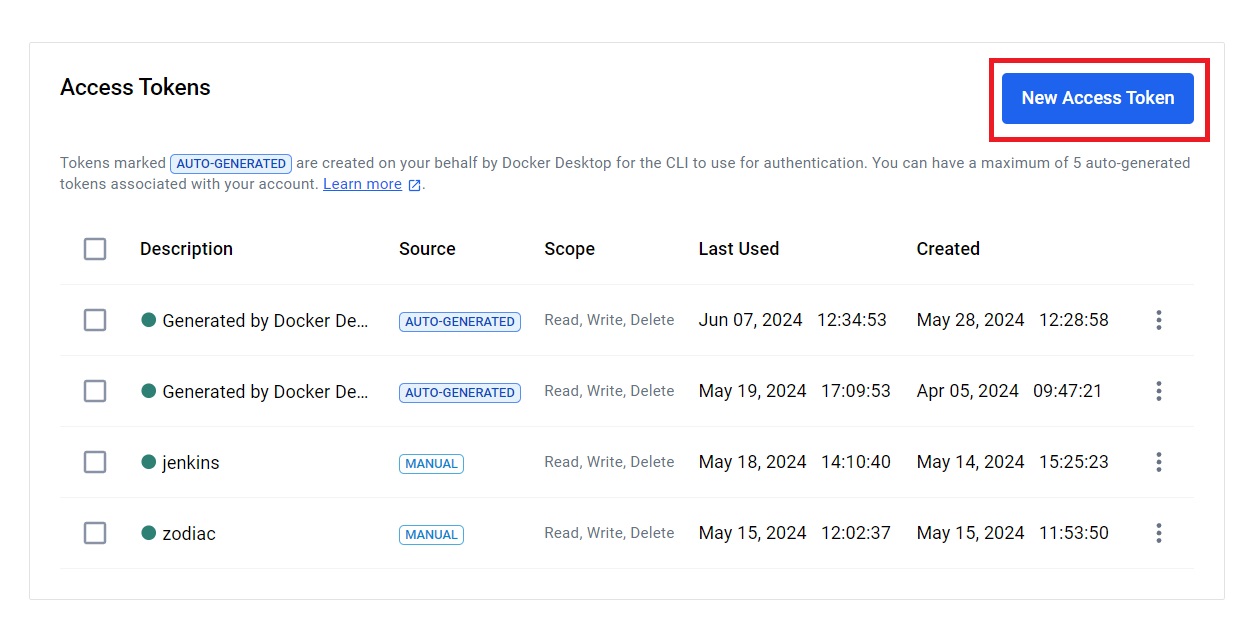 Access Tokens
New Access Token
Tokens marked AUTO-GENERATED are created on your behalf by Docker Desktop for the CLI to use for authentication. You can have a maximum of 5 auto-generated
tokens associated with your account. Learn more.
Description Source Scope Last Used Created
Generated by Docker De... AUTO-GENERATED Read, Write, Delete Jun 07, 2024 12:34:53 May 28, 2024 12:28:58
Generated by Docker De... AUTO-GENERATED Read, Write, Delete May 19, 2024 17:09:53 Apr 05, 2024 09:47:21
jenkins MANUAL Read, Write, Delete May 18, 2024 14:10:40 May 14, 2024 15:25:23
zodiac MANUAL Read, Write, Delete May 15, 2024 12:02:37 May 15, 2024 11:53:50